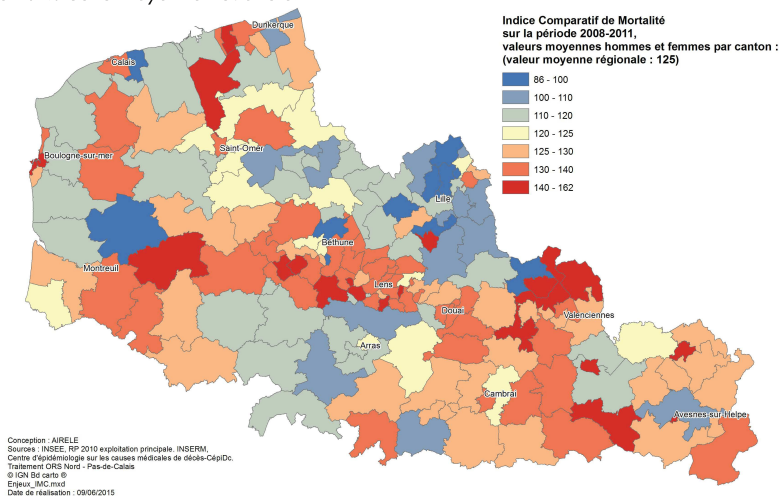 Indice Comparatif de Mortalité
sur la période 2008-2011,
valeurs moyennes hommes et femmes par canton :
(valeur moyenne régionale : 125)
86 - 100
100 - 110
110 - 120
120 - 125
125 - 130
130 - 140
140 - 162
Dunkerque
Calais
Boulogne-sur-mer
Saint-Omer
Lille
Béthune
Montreuil
Lens
Douai
Valenciennes
Arras
Cambrai
Avesnes-sur-Helpe
Conception : AIRELE
Sources : INSEE, RP 2010 exploitation principale. INSERM,
Centre d'épidémiologie sur les causes médicales de décès-CépiDc.
Traitement ORS Nord - Pas-de-Calais
© IGN Bd carto ®
Enjeux_IMC.mxd
Date de réalisation : 09/06/2015